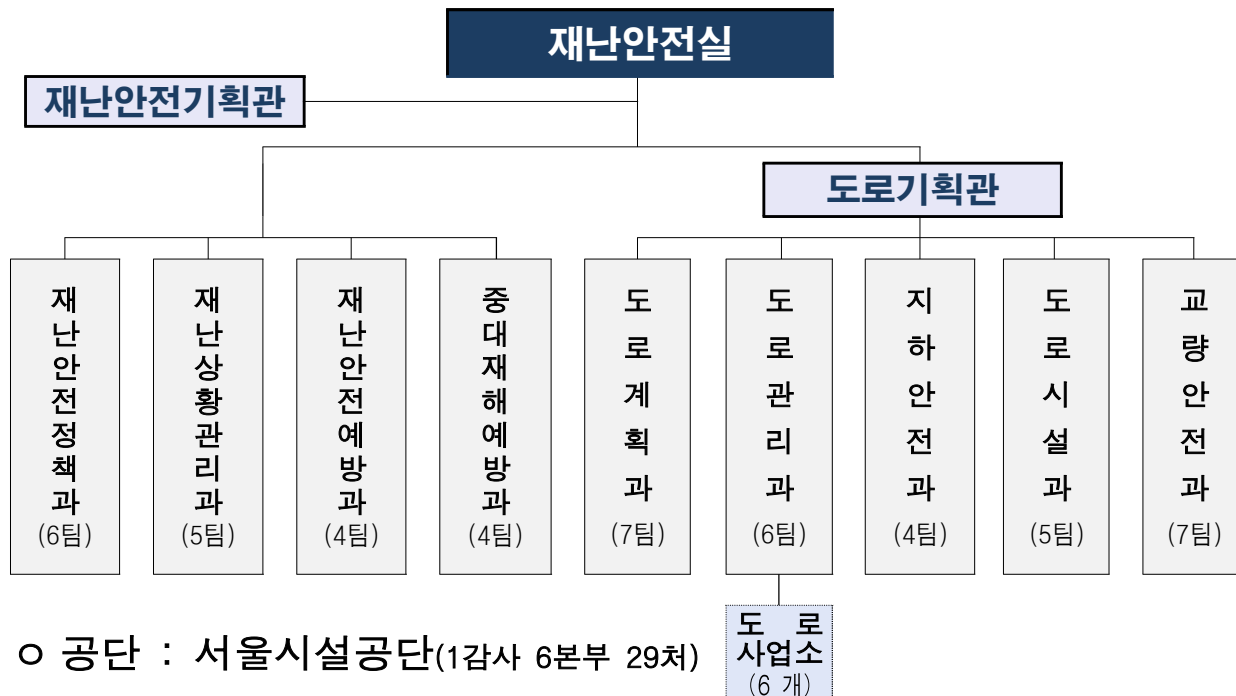 재난안전실
재난안전기획관
도로기획관
재난안전정책과
(6팀)
재난상황관리과
(5팀)
재난안전예방과
(4팀)
중대재해예방과
(4팀)
도로계획과
(7팀)
도로관리과
(6팀)
지하안전과
(4팀)
도로시설과
(5팀)
교량안전과
(7팀)
도 로
사업소
(6 개)
ㅇ 공단 : 서울시설공단(1감사 6본부 29처)